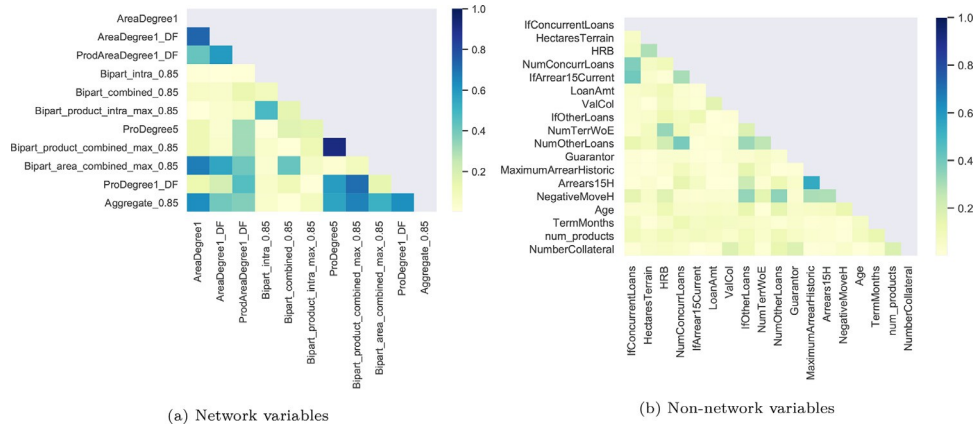 AreaDegree1
AreaDegree1_DF
ProdAreaDegree1_DF
Bipart_intra_0.85
Bipart_combined_0.85
Bipart_product_intra_max_0.85
ProDegree5
Bipart_product_combined_max_0.85
Bipart_area_combined_max_0.85
ProDegree1_DF
Aggregate_0.85
AreaDegree1
AreaDegree1_DF
ProdAreaDegree1_DF
Bipart_intra_0.85
Bipart_combined_0.85
Bipart_product_intra_max_0.85
ProDegree5
Bipart_product_combined_max_0.85
Bipart_area_combined_max_0.85
ProDegree1_DF
Aggregate_0.85
1.0
0.8
0.6
0.4
0.2
(a) Network variables
IfConcurrentLoans
HectaresTerrain
HRB
NumConcurrLoans
IfArrear15Current
LoanAmt
ValCol
IfOtherLoans
NumTerrWoE
NumOtherLoans
Guarantor
MaximumArrearHistoric
Arrears15H
NegativeMoveH
Age
TermMonths
num_products
NumberCollateral
IfConcurrentLoans
HectaresTerrain
HRB
NumConcurrLoans
IfArrear15Current
LoanAmt
ValCol
IfOtherLoans
NumTerrWoE
NumOtherLoans
Guarantor
MaximumArrearHistoric
Arrears15H
NegativeMoveH
Age
TermMonths
num_products
NumberCollateral
1.0
0.8
0.6
0.4
0.2
0.0
(b) Non-network variables